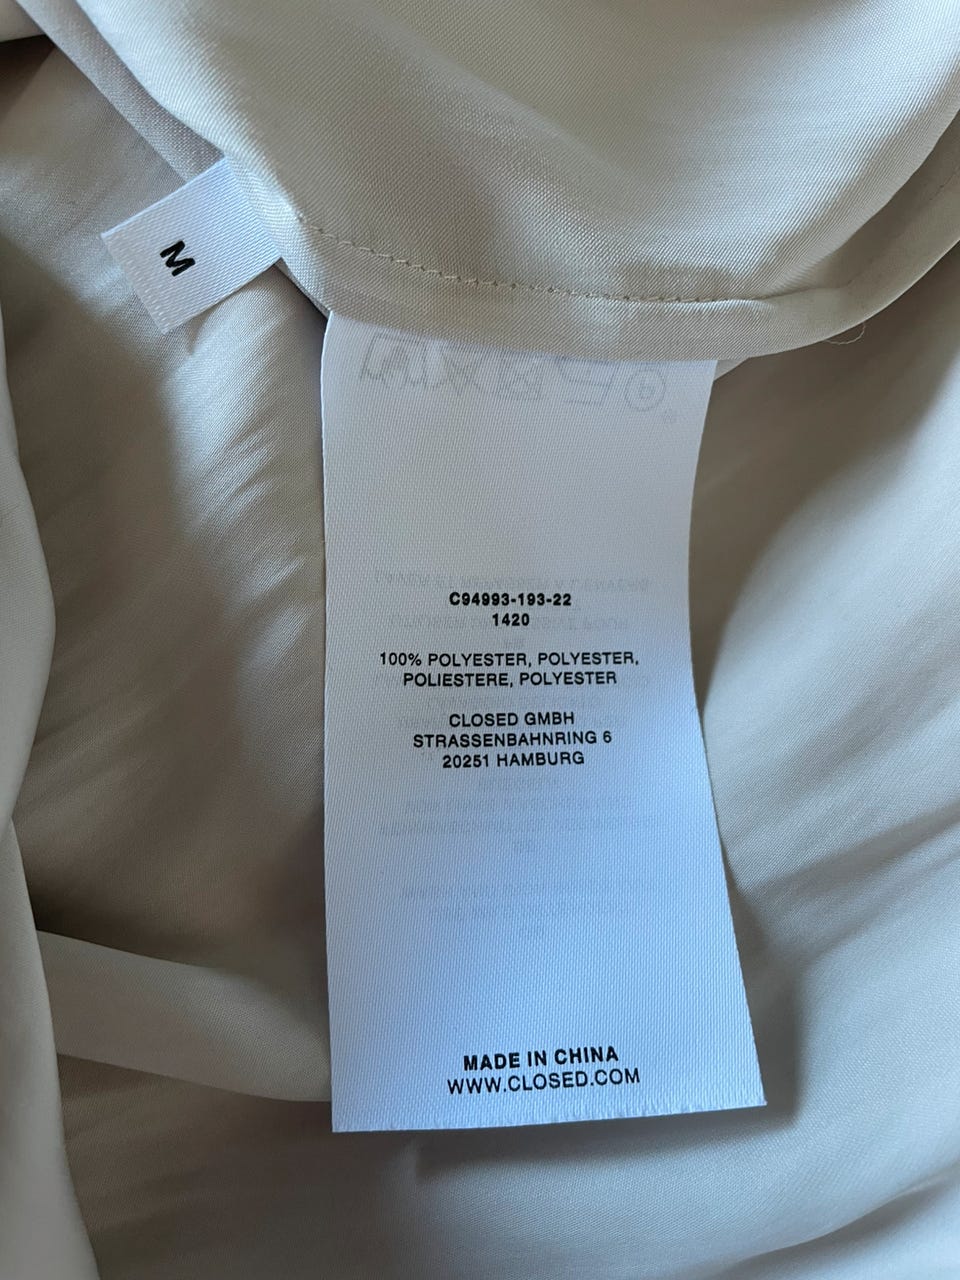 M
C94993-193-22
1420
100% POLYESTER, POLYESTER,
POLIESTERE, POLYESTER
CLOSED GMBH
STRASSENBAHNRING 6
20251 HAMBURG
MADE IN CHINA
WWW.CLOSED.COM